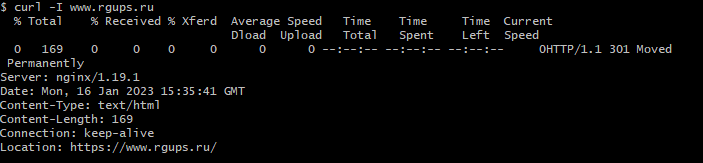 $ curl -I www.rgups.ru
  % Total    % Received % Xferd  Average Speed   Time    Time     Time  Current
                                 Dload  Upload   Total   Spent    Left  Speed
  0   169    0     0    0     0      0      0 --:--:-- --:--:-- --:--:--     0HTTP/1.1 301 Moved
 Permanently
Server: nginx/1.19.1
Date: Mon, 16 Jan 2023 15:35:41 GMT
Content-Type: text/html
Content-Length: 169
Connection: keep-alive
Location: https://www.rgups.ru/